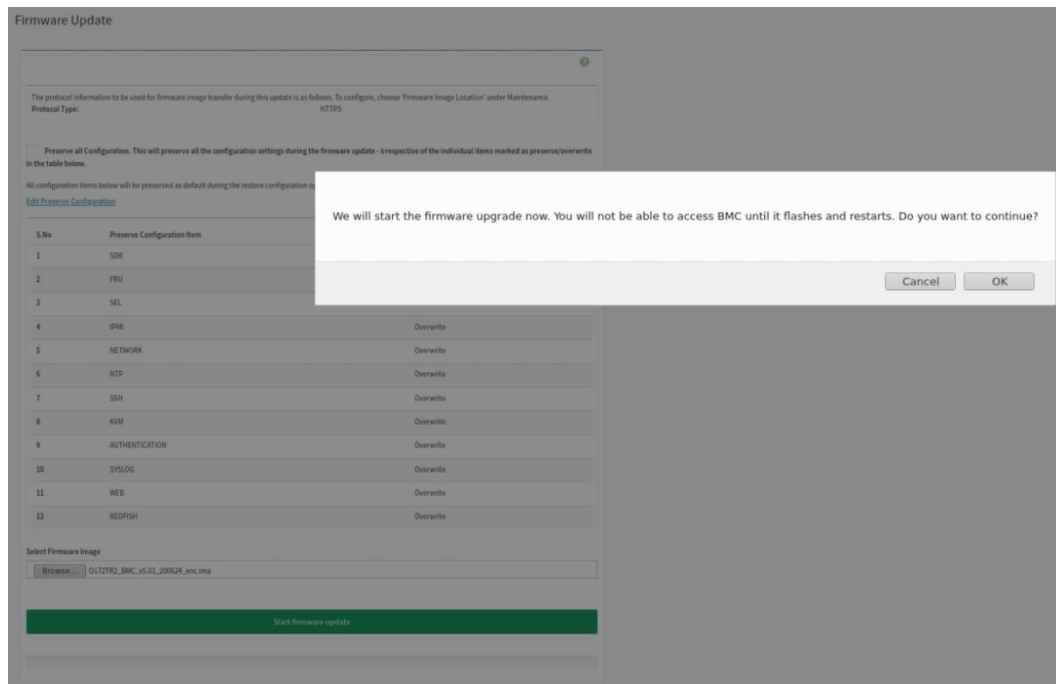 Firmware Update
The protocol information to be used for firmware image transfer during this update is as follows. To configure, choose 'Firmware Image Location' under Maintenance.
Protocol Type: HTTPS
Preserve all Configuration. This will preserve all the configuration settings during the firmware update - irrespective of the individual items marked as preserve/overwrite
in the table below.
All configuration items below will be preserved as default during the restore configuration
Edit Preserve Configuration
We will start the firmware upgrade now. You will not be able to access BMC until it flashes and restarts. Do you want to continue?
Cancel OK
S.No Preserve Configuration Item
1 SDR
2 FRU
3 SEL
4 IPMI Overwrite
5 NETWORK Overwrite
6 NTP Overwrite
7 SSH Overwrite
8 KVM Overwrite
9 AUTHENTICATION Overwrite
10 SYSLOG Overwrite
11 WEB Overwrite
12 REDFISH Overwrite
Select Firmware Image
Browse... O172TR2_BMC_v5.01_200624_enc.ima
Start firmware update